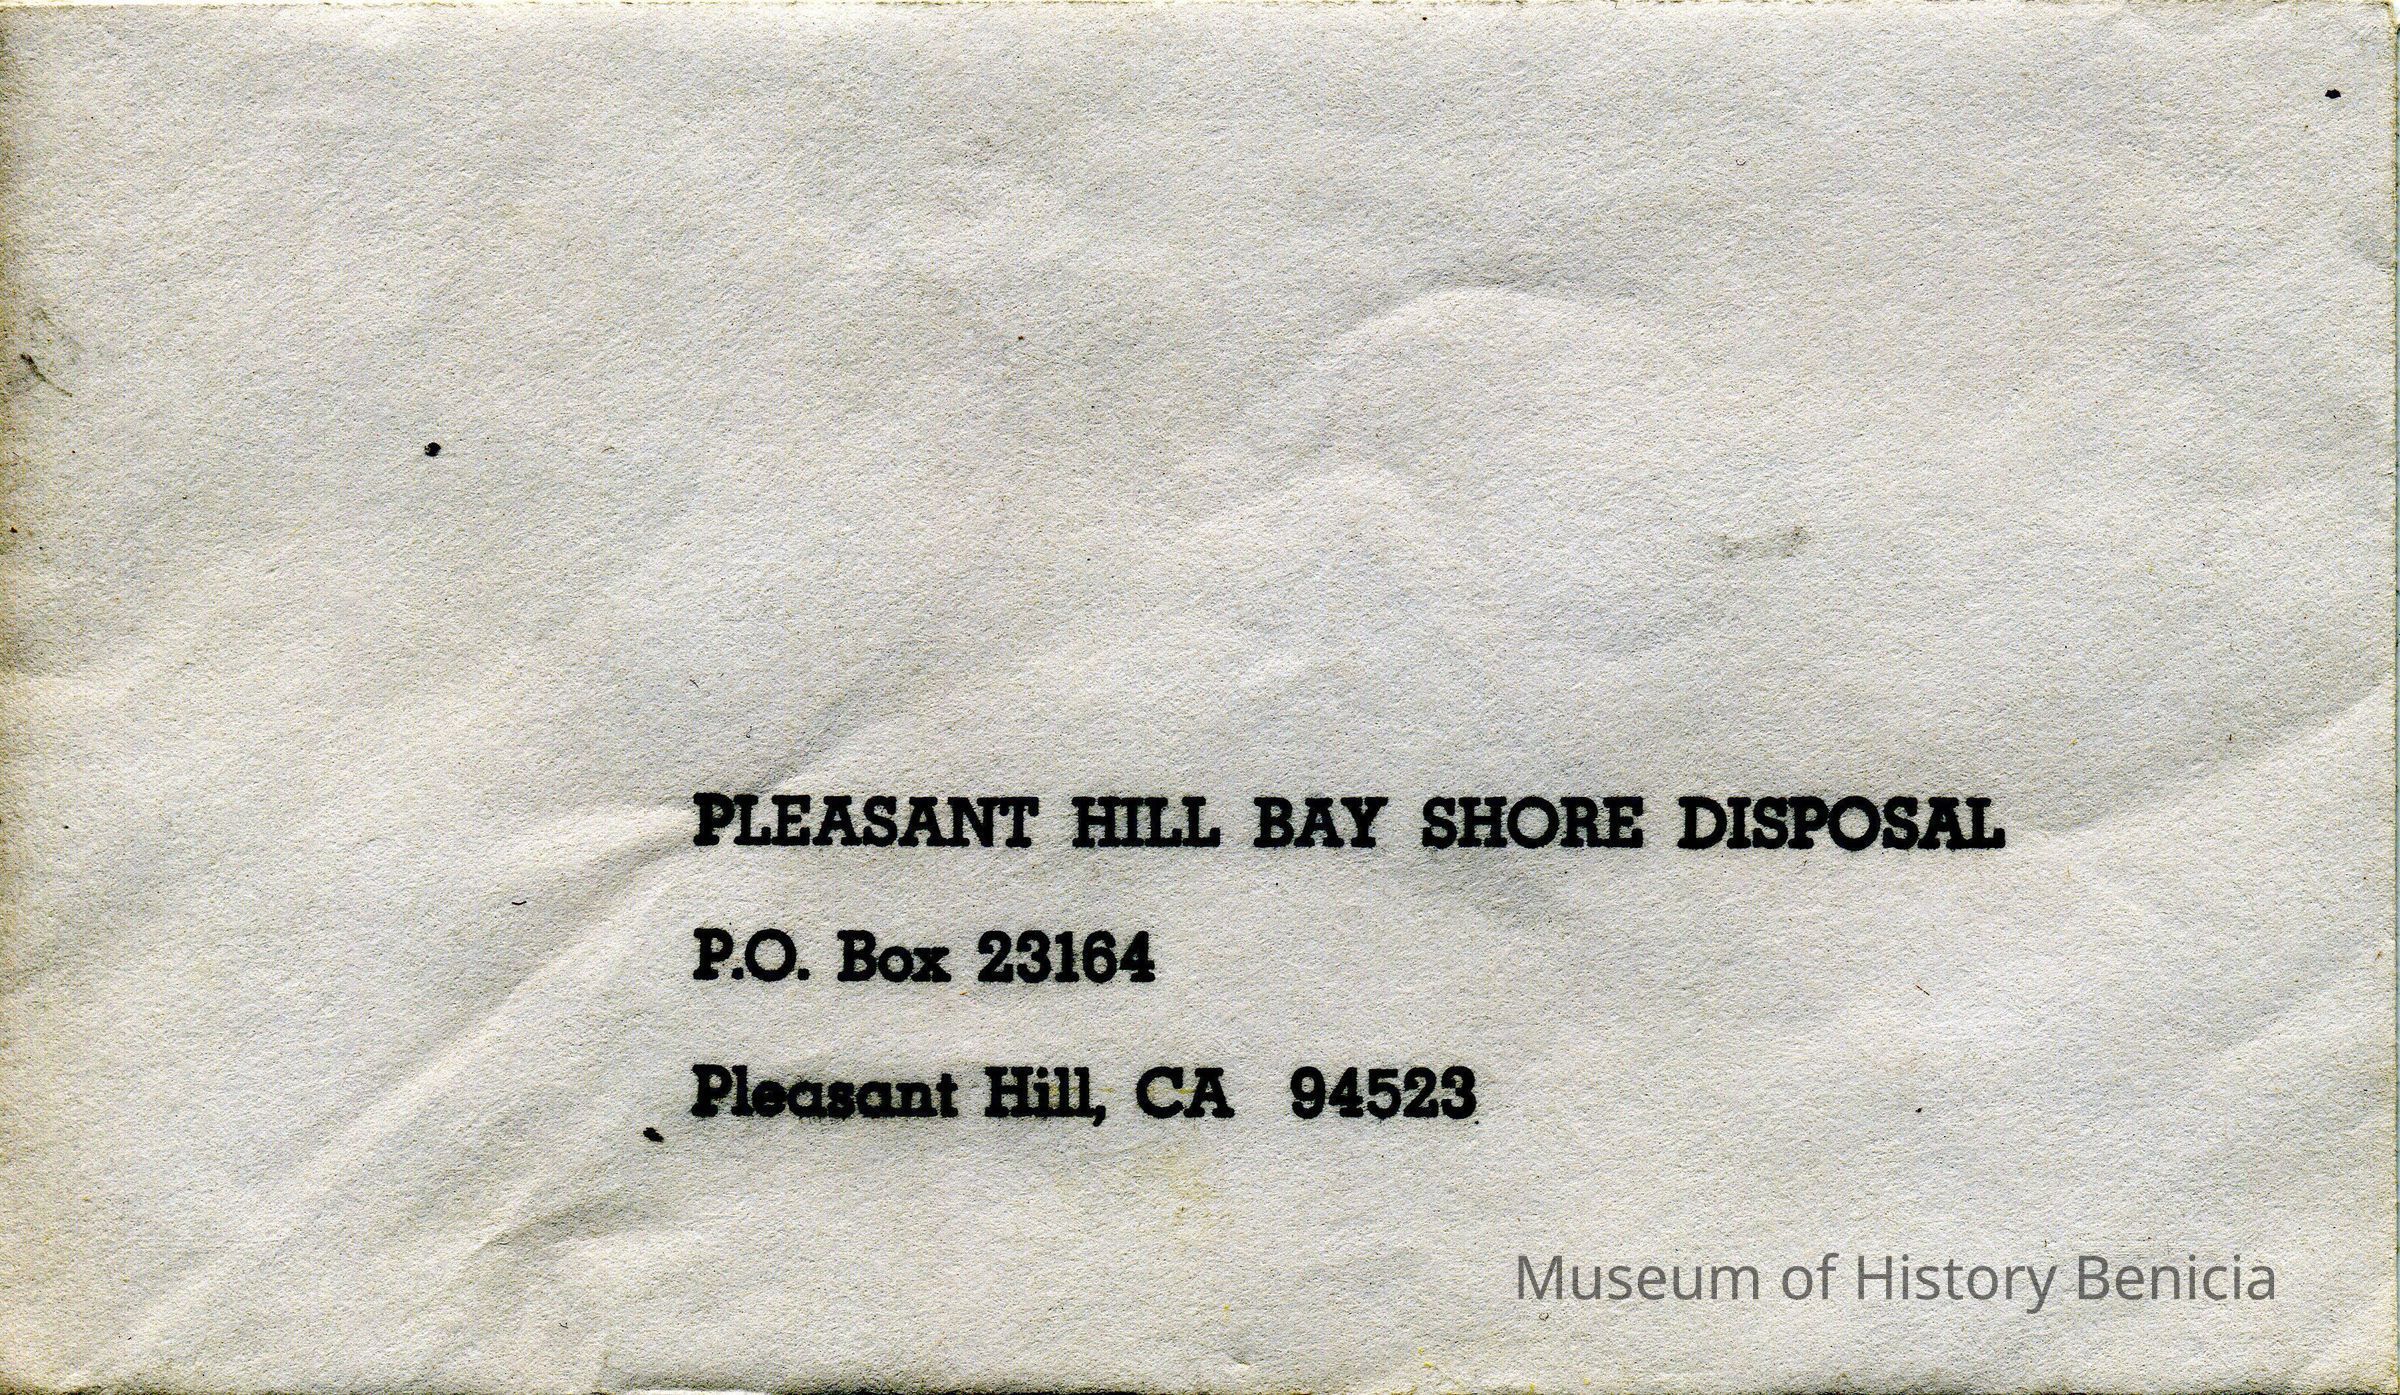 PLEASANT HILL BAY SHORE DISPOSAL
P.O. Box 23164
Pleasant Hill, CA 94523
Museum of History Benicia